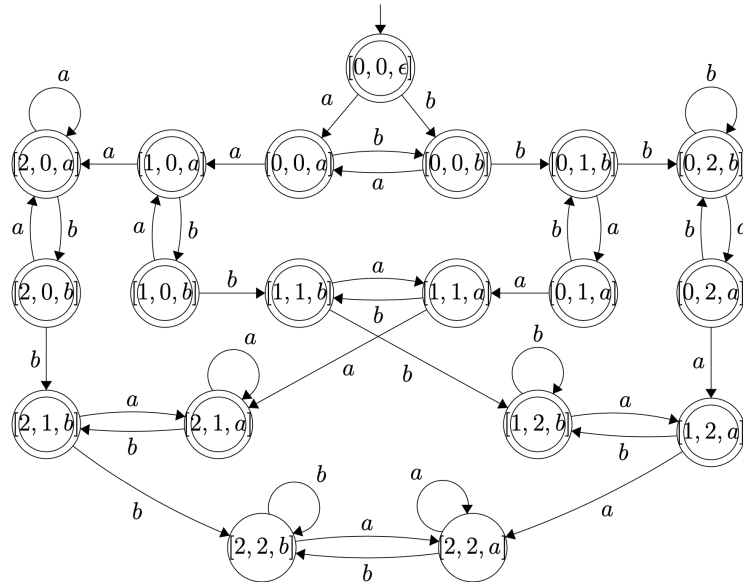 [0, 0, ϵ]
a b
a b
[2, 0, a] a [1, 0, a] a [0, 0, a] b a [0, 0, b] b [0, 1, b] b [0, 2, b]
a b a b b a b a
[2, 0, b] [1, 0, b] b [1, 1, b] a b [1, 1, a] a [0, 1, a] [0, 2, a]
b a a b b a
[2, 1, b] a b [2, 1, a] [1, 2, b] a b [1, 2, a]
b b a a
[2, 2, b] a b [2, 2, a]